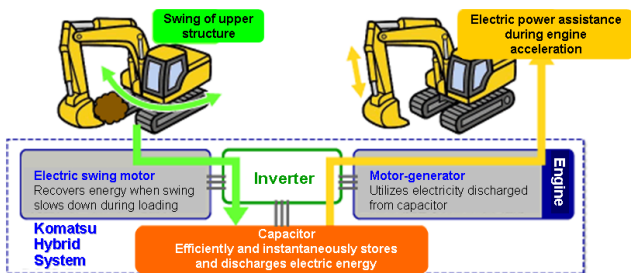 Swing of upper
structure
Electric power assistance
during engine
acceleration
Electric swing motor
Recovers energy when swing
slows down during loading
Inverter
Motor-generator
Utilizes electricity discharged
from capacitor
Engine
Komatsu
Hybrid
System
Capacitor
Efficiently and instantaneously stores
and discharges electric energy